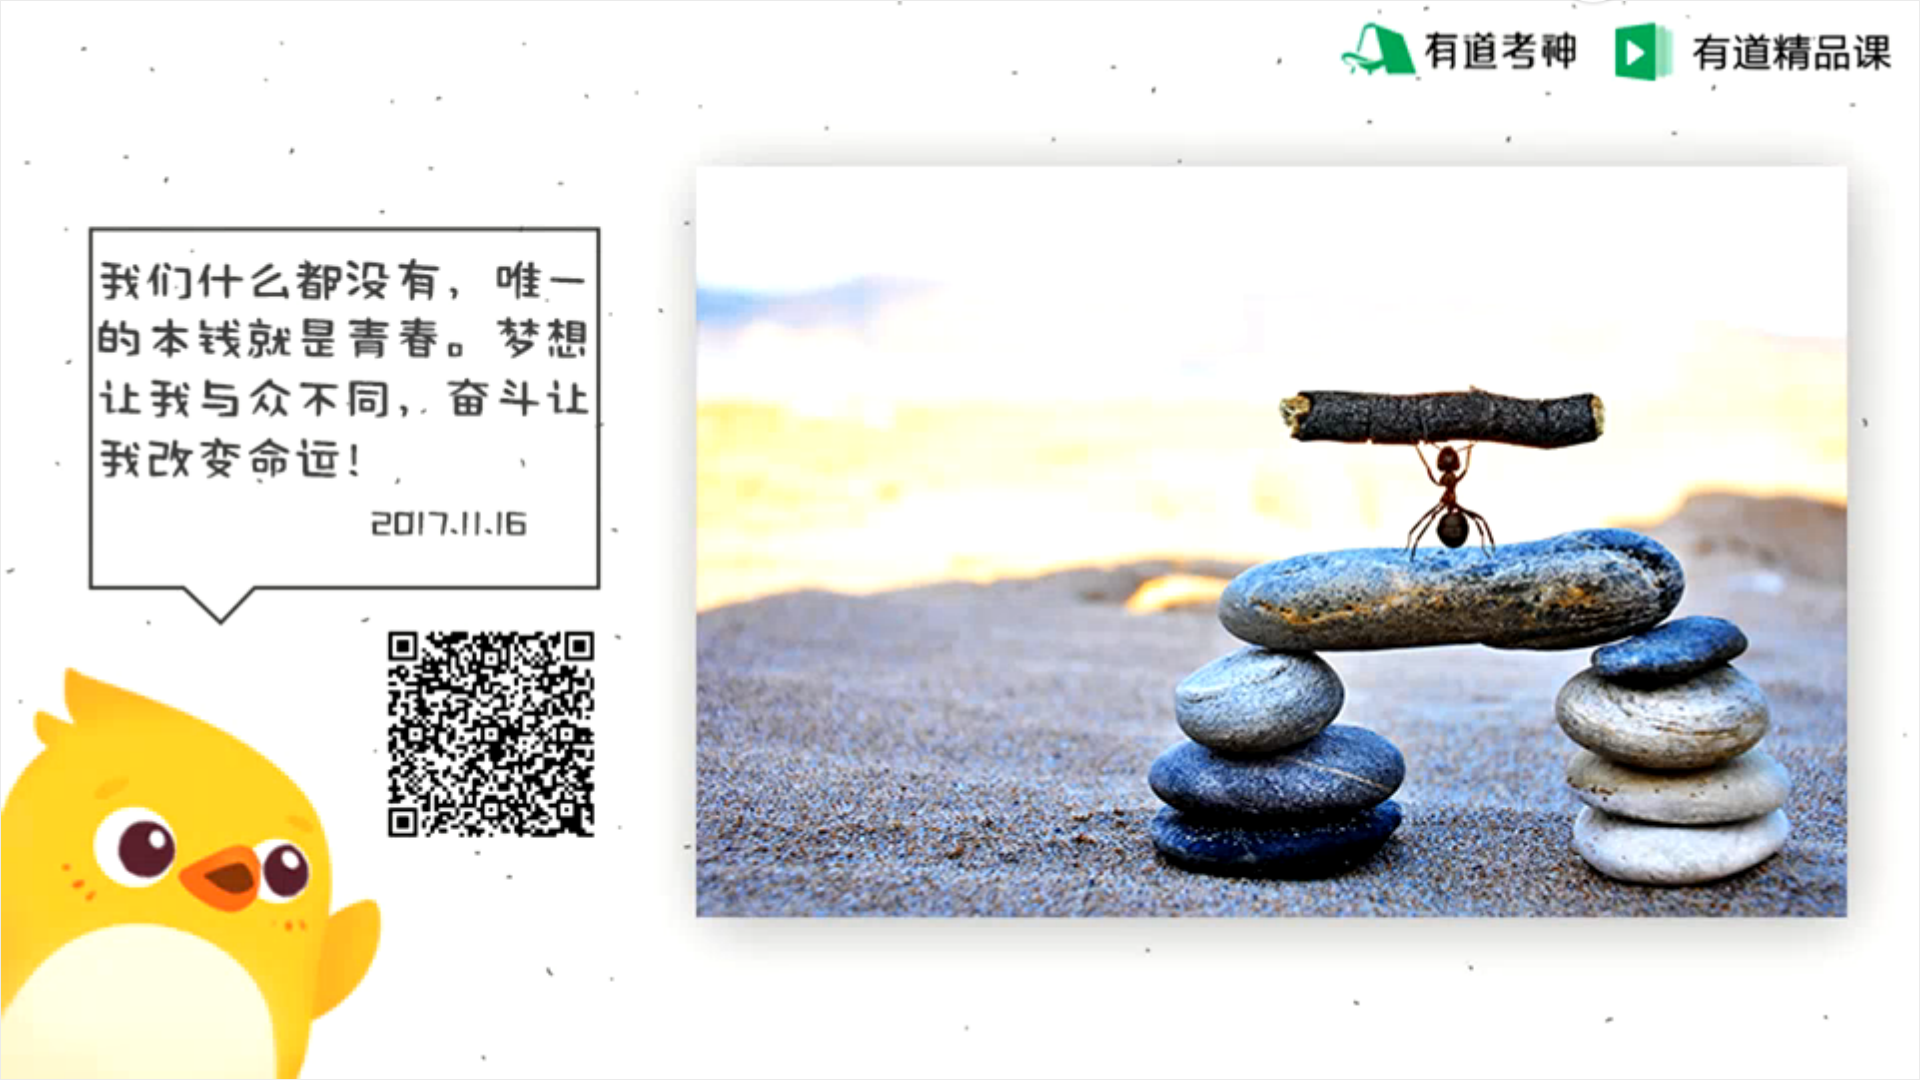 有道考神 有道精品课
我们什么都没有，唯一
的本钱就是青春。梦想
让我与众不同，奋斗让
我改变命运！
2017.11.16